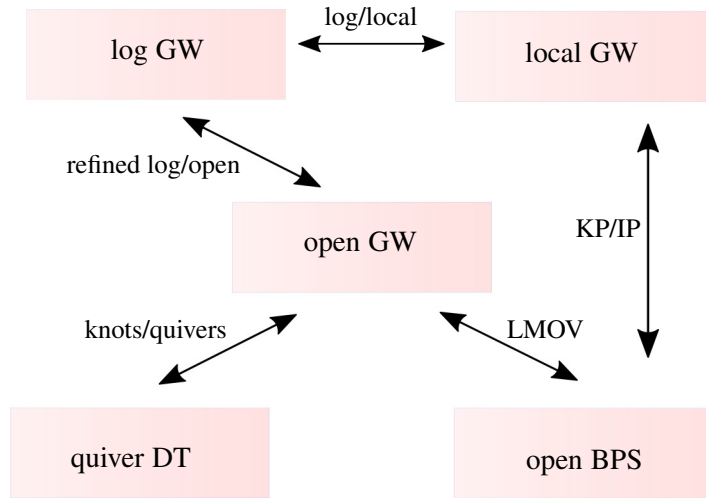 log/local
log GW
local GW
refined log/open
open GW
KP/IP
knots/quivers
LMOV
quiver DT
open BPS